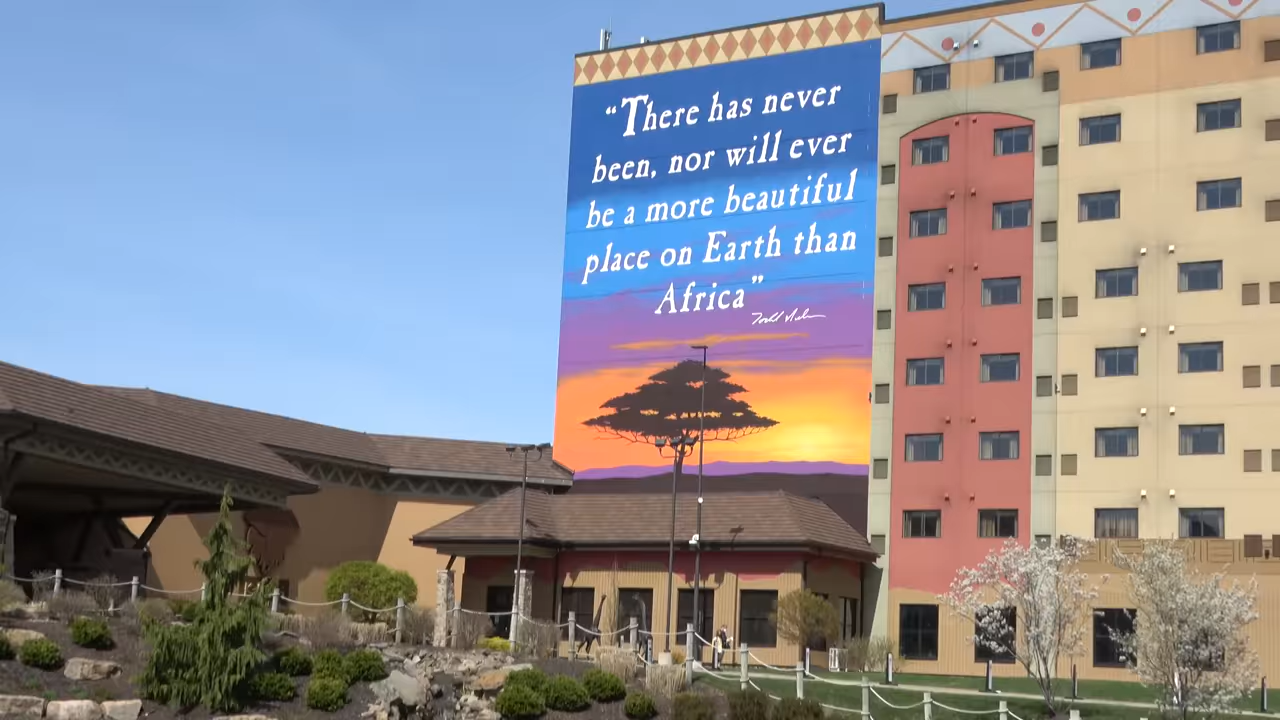 “There has never
been, nor will ever
be a more beautiful
place on Earth than
Africa”